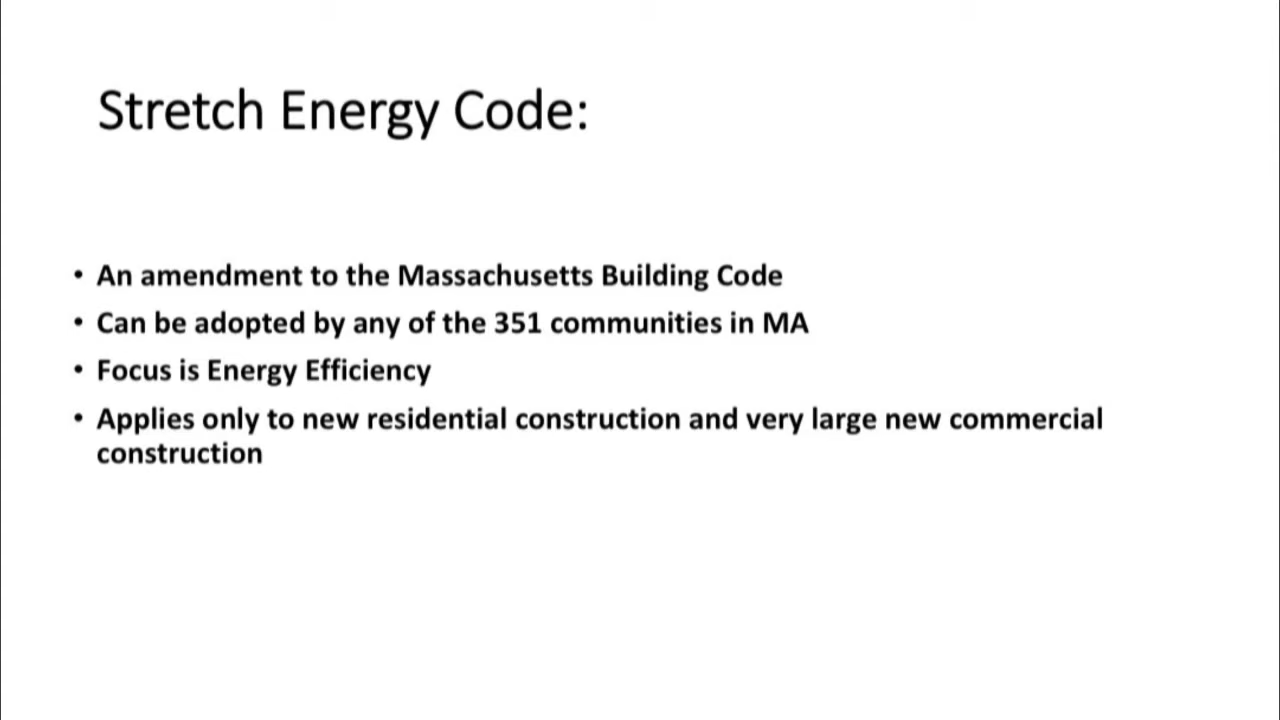 Stretch Energy Code:
• An amendment to the Massachusetts Building Code
• Can be adopted by any of the 351 communities in MA
• Focus is Energy Efficiency
• Applies only to new residential construction and very large new commercial
construction